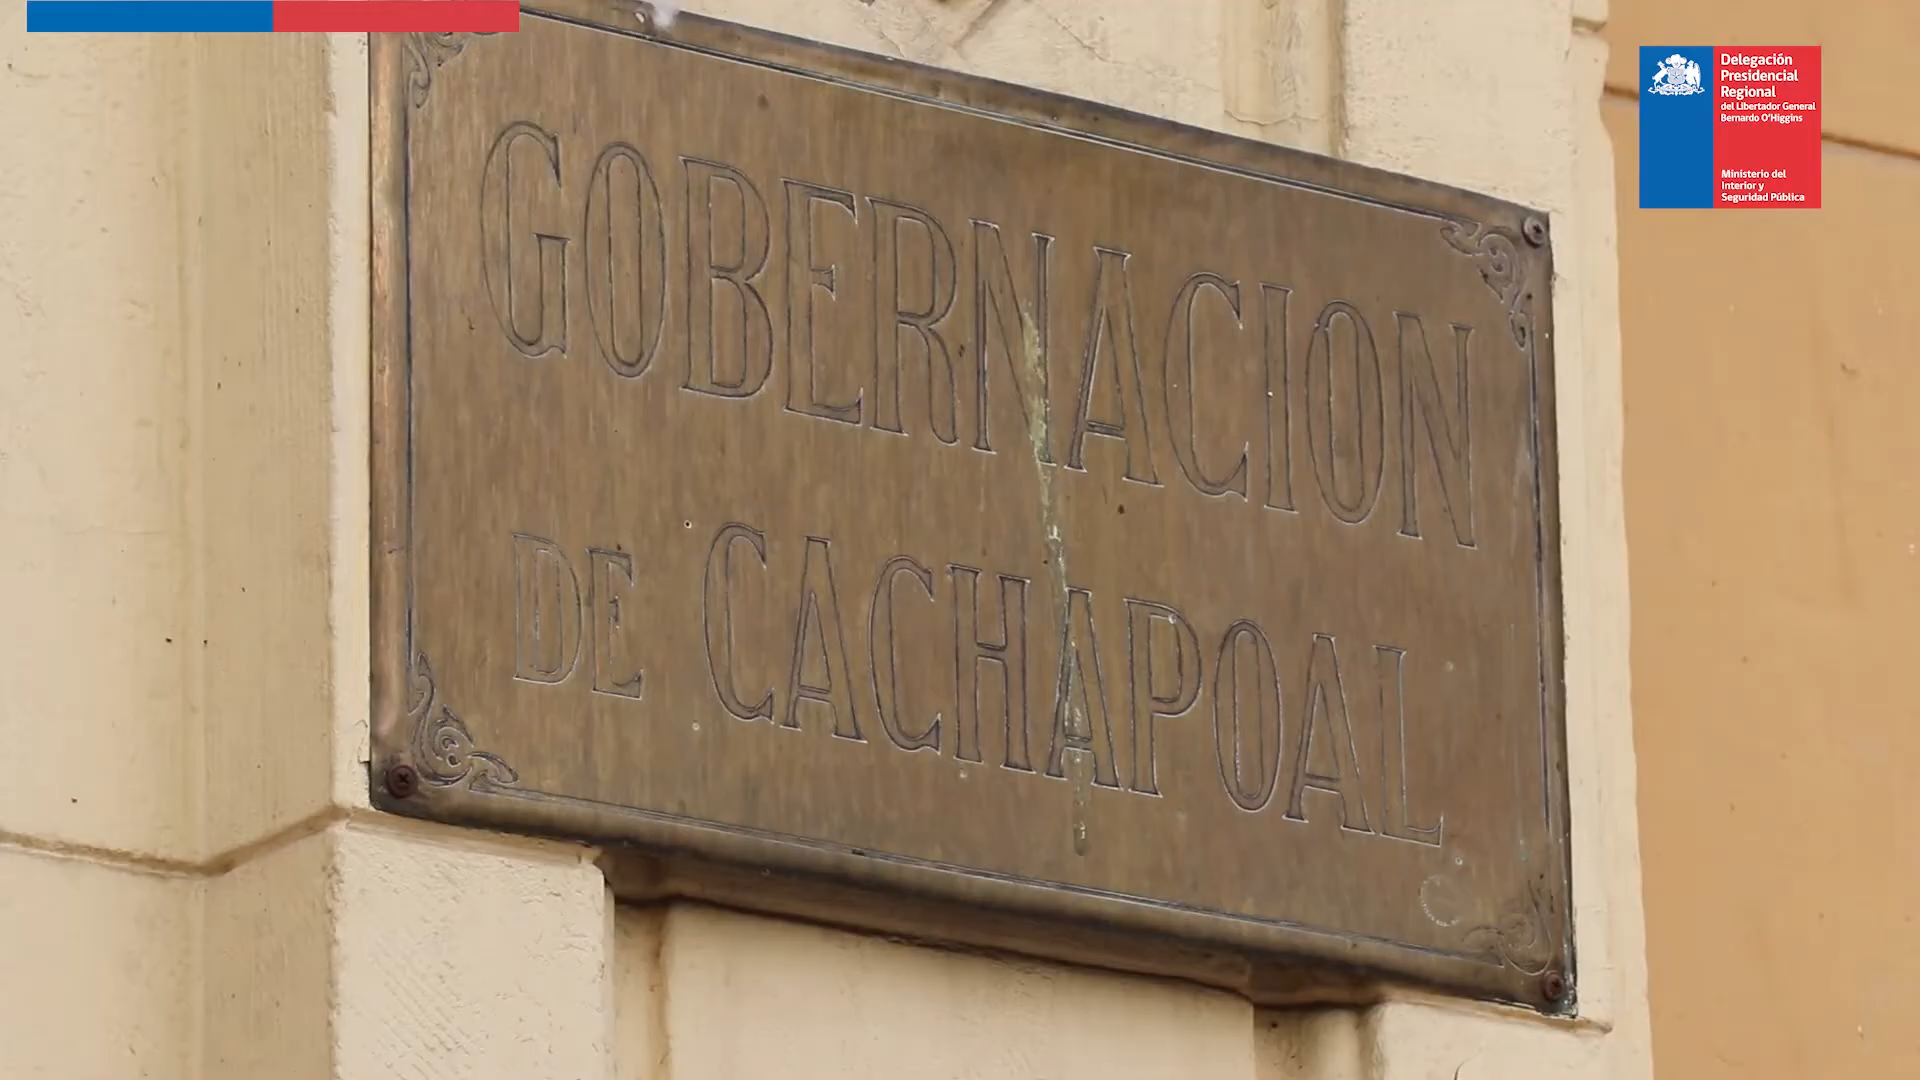 GOBERNACION
DE CACHAPOAL
Delegación
Presidencial
Regional
del Libertador General
Bernardo O'Higgins
Ministerio del
Interior y
Seguridad Pública